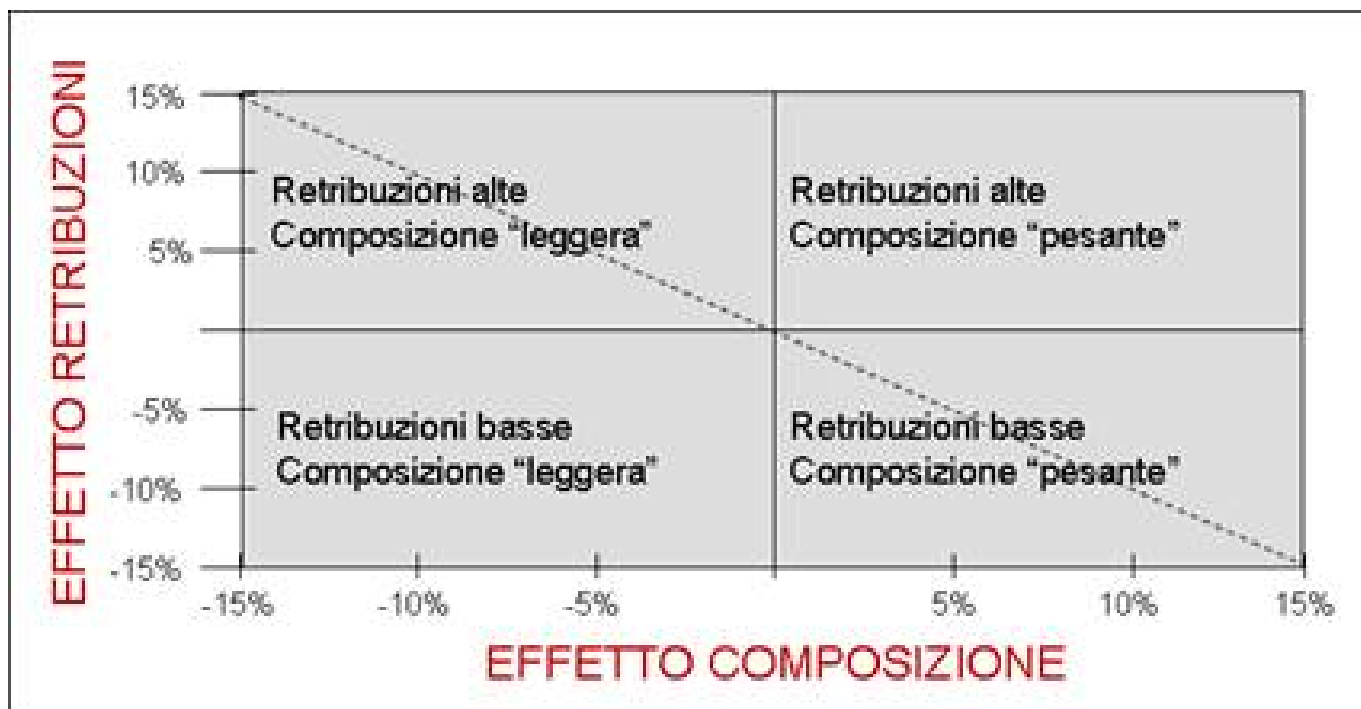 EFFETTO RETRIBUZIONI
15%
10%
5%
-5%
-10%
-15%
Retribuzioni alte
Composizione “leggera”
Retribuzioni alte
Composizione “pesante”
Retribuzioni basse
Composizione “leggera”
Retribuzioni basse
Composizione “pesante”
-15%
-10%
-5%
5%
10%
15%
EFFETTO COMPOSIZIONE